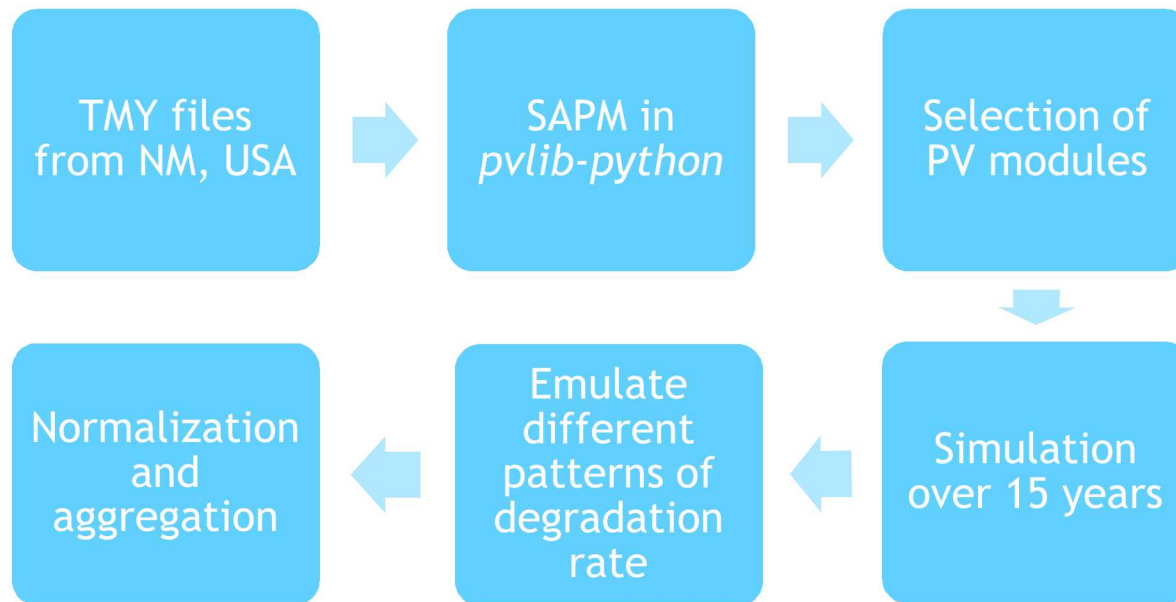 TMY files
from NM, USA
SAPM in
pvlib-python
Selection of
PV modules
Simulation
over 15 years
Emulate
different
patterns of
degradation
rate
Normalization
and
aggregation